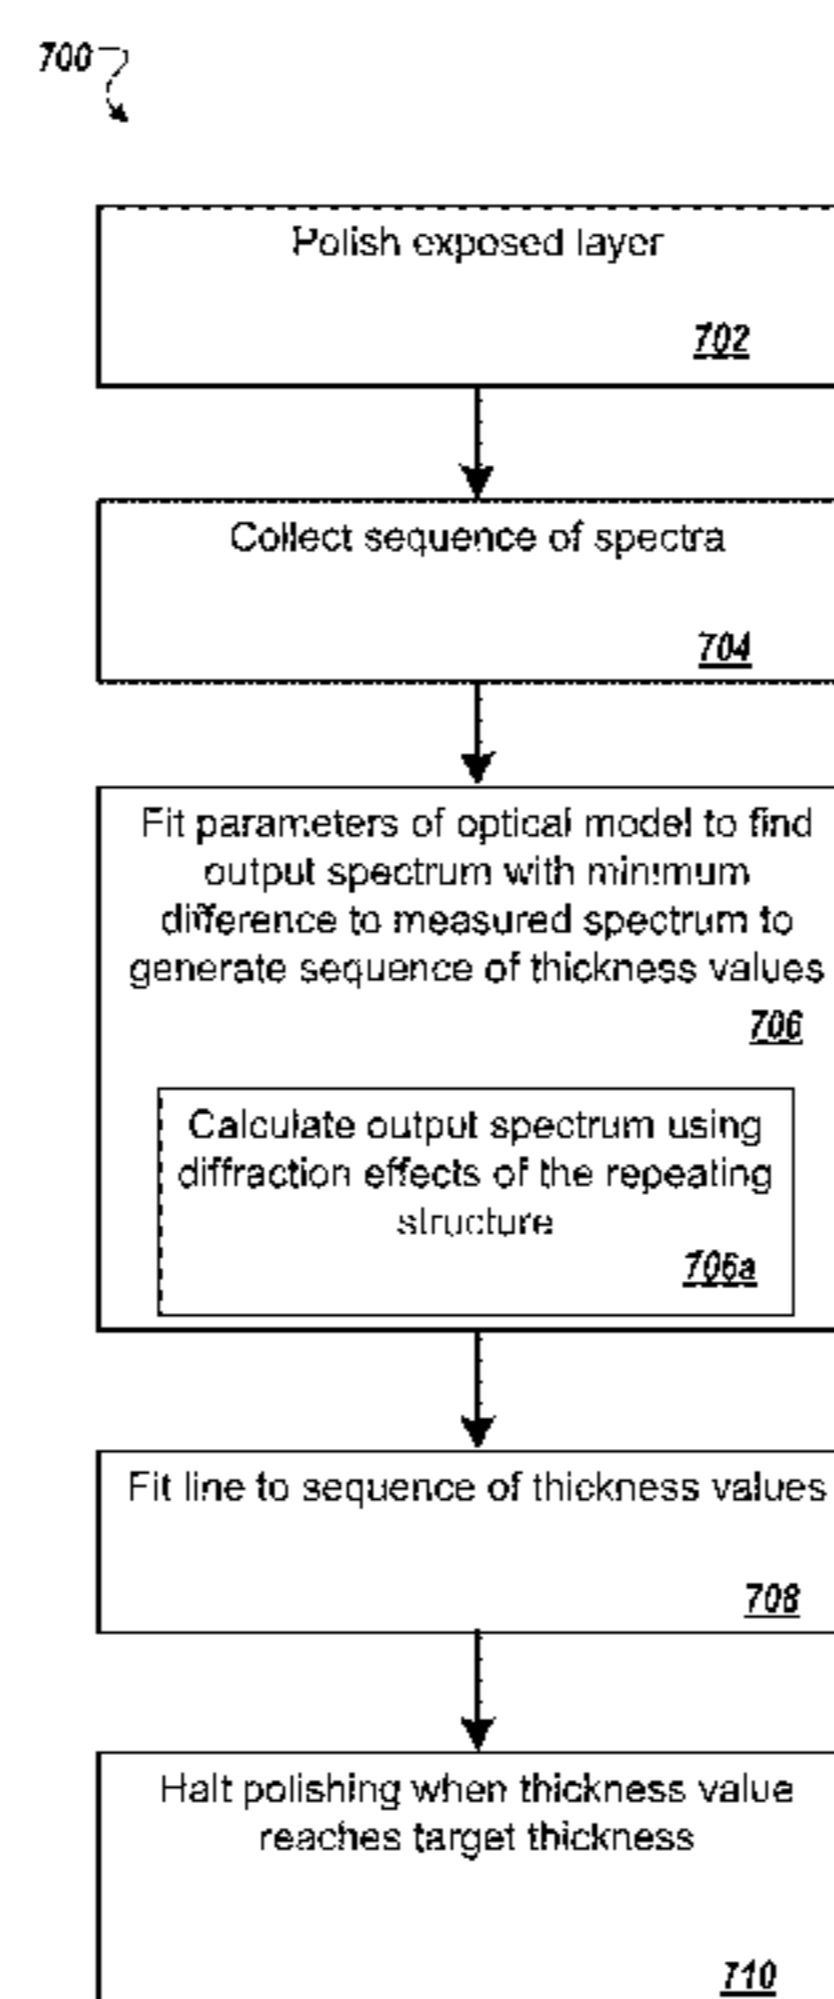 700
Polish exposed layer
702
Collect sequence of spectra
704
Fit parameters of optical model to find
output spectrum with minimum
difference to measured spectrum to
generate sequence of thickness values
706
Calculate output spectrum using
diffraction effects of the repeating
structure
706a
Fit line to sequence of thickness values
708
Halt polishing when thickness value
reaches target thickness
710